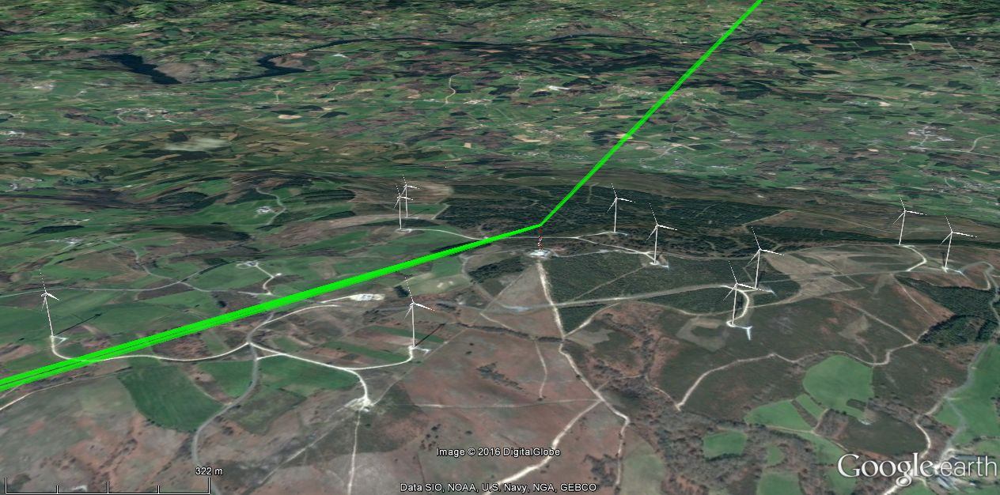 Image © 2016 DigitalGlobe
Google earth
322 m
Data SIO, NOAA, U.S. Navy, NGA, GEBCO